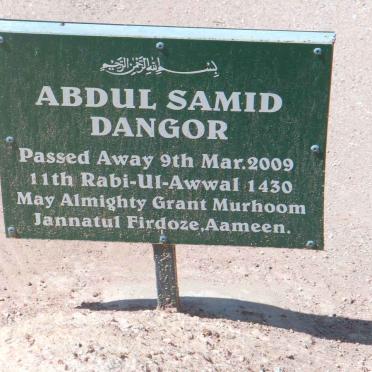 بسم الله الرحمن الرحيم
ABDUL SAMID
DANGOR
Passed Away 9th Mar.2009
11th Rabi-Ul-Awwal 1430
May Almighty Grant Murhoom
Jannatul Firdoze,Aameen.